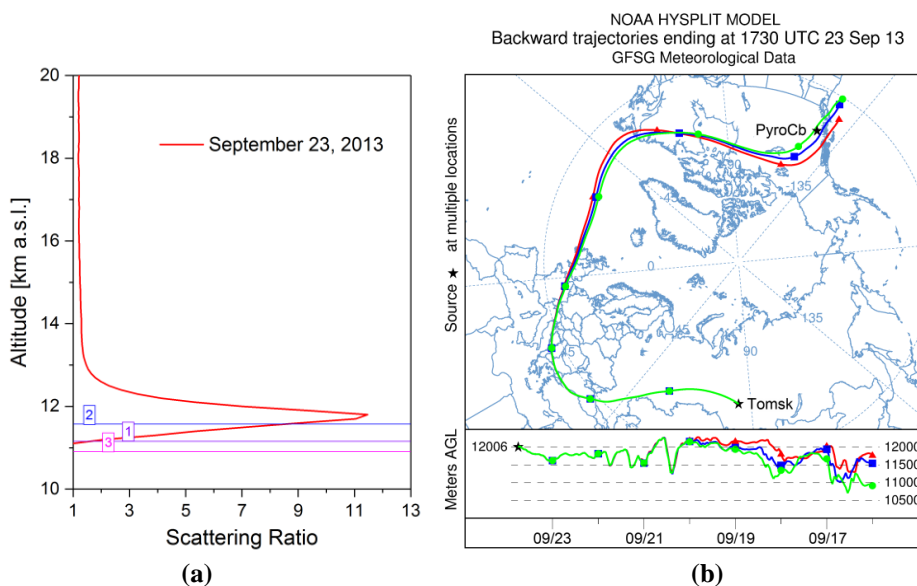 20
18
16
14
12
10
Altitude [km a.s.l.]
September 23, 2013
2
1
3
1
3
5
7
9
11
13
Scattering Ratio
(a)
NOAA HYSPLIT MODEL
Backward trajectories ending at 1730 UTC 23 Sep 13
GFSG Meteorological Data
Source ★ at multiple locations
PyroCb
-90
-135
-45
0
45
135
90
Tomsk
Meters AGL
12006
12000
11500
11000
10500
09/23
09/21
09/19
09/17
(b)